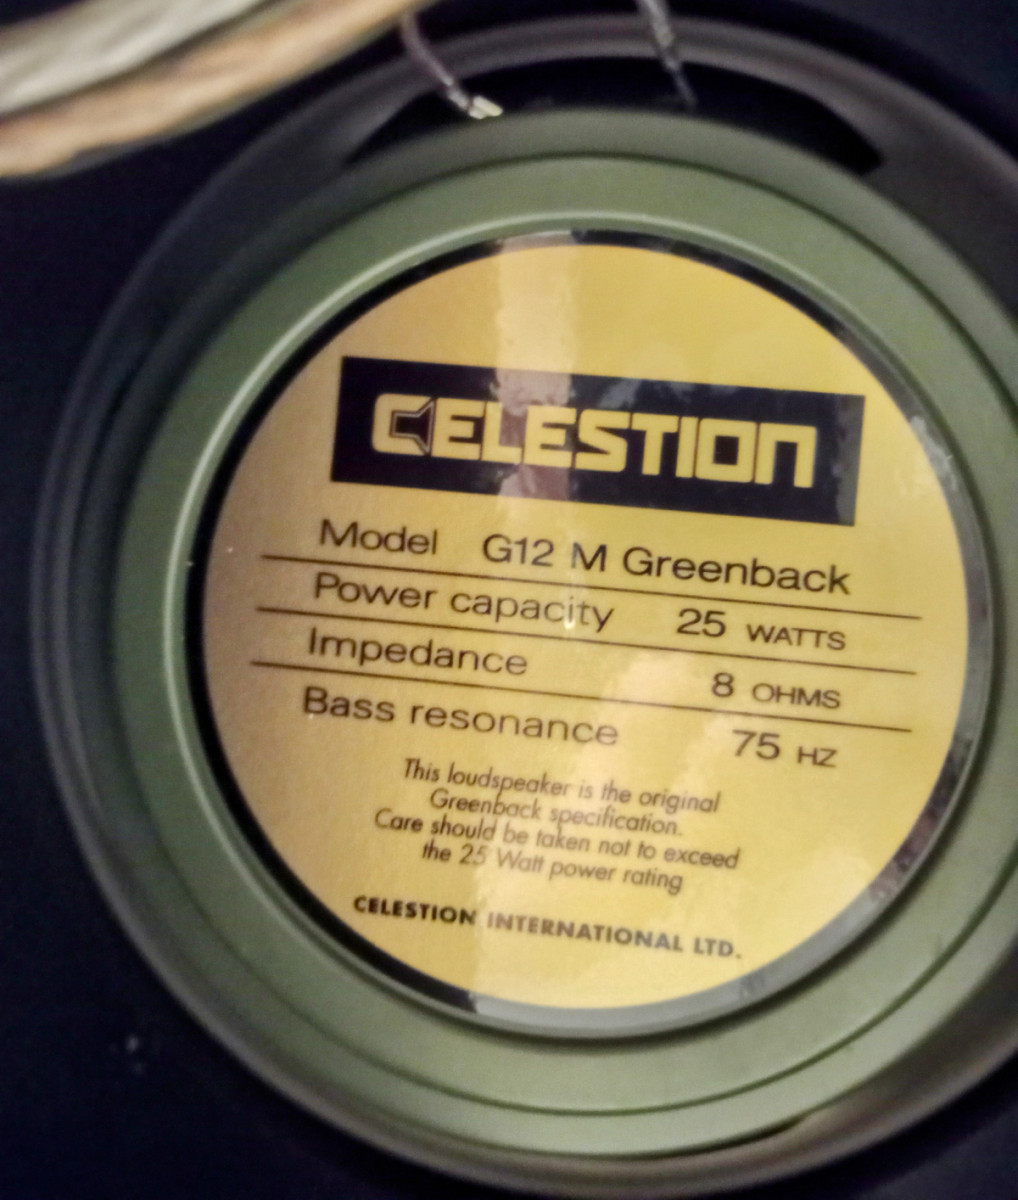 CELESTION
Model G12 M Greenback
Power capacity 25 WATTS
Impedance 8 OHMS
Bass resonance 75 HZ
This loudspeaker is the original
Greenback specification.
Care should be taken not to exceed
the 25 Watt power rating
CELESTION INTERNATIONAL LTD.